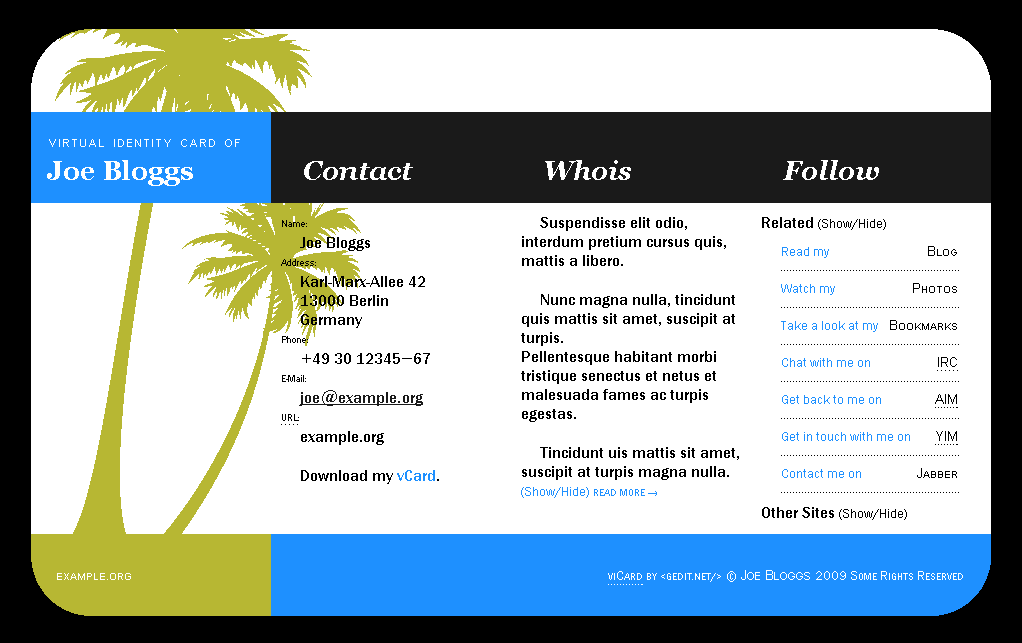 VIRTUAL IDENTITY CARD OF
Joe Bloggs
Contact
Whois
Follow
Name:
Joe Bloggs
Address:
Karl-Marx-Allee 42
13000 Berlin
Germany
Phone:
+49 30 12345–67
E-Mail:
joe@example.org
URL:
example.org
Download my vCard.
Suspendisse elit odio,
interdum pretium cursus quis,
mattis a libero.
Nunc magna nulla, tincidunt
quis mattis sit amet, suscipit at
turpis.
Pellentesque habitant morbi
tristique senectus et netus et
malesuada fames ac turpis
egestas.
Tincidunt uis mattis sit amet,
suscipit at turpis magna nulla.
(Show/Hide) READ MORE →
Related (Show/Hide)
Read my Blog
Watch my Photos
Take a look at my Bookmarks
Chat with me on IRC
Get back to me on AIM
Get in touch with me on YIM
Contact me on Jabber
Other Sites (Show/Hide)
EXAMPLE.ORG
viCard by <gedit.net/> © Joe Bloggs 2009 Some Rights Reserved